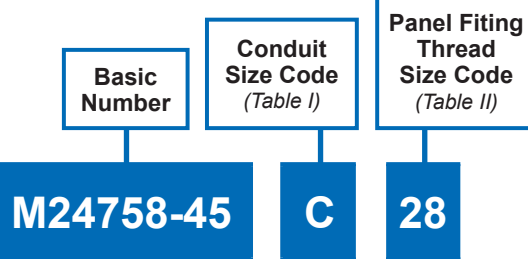 Basic
Number
Conduit
Size Code
(Table I)
Panel Fiting
Thread
Size Code
(Table II)
M24758-45
C
28